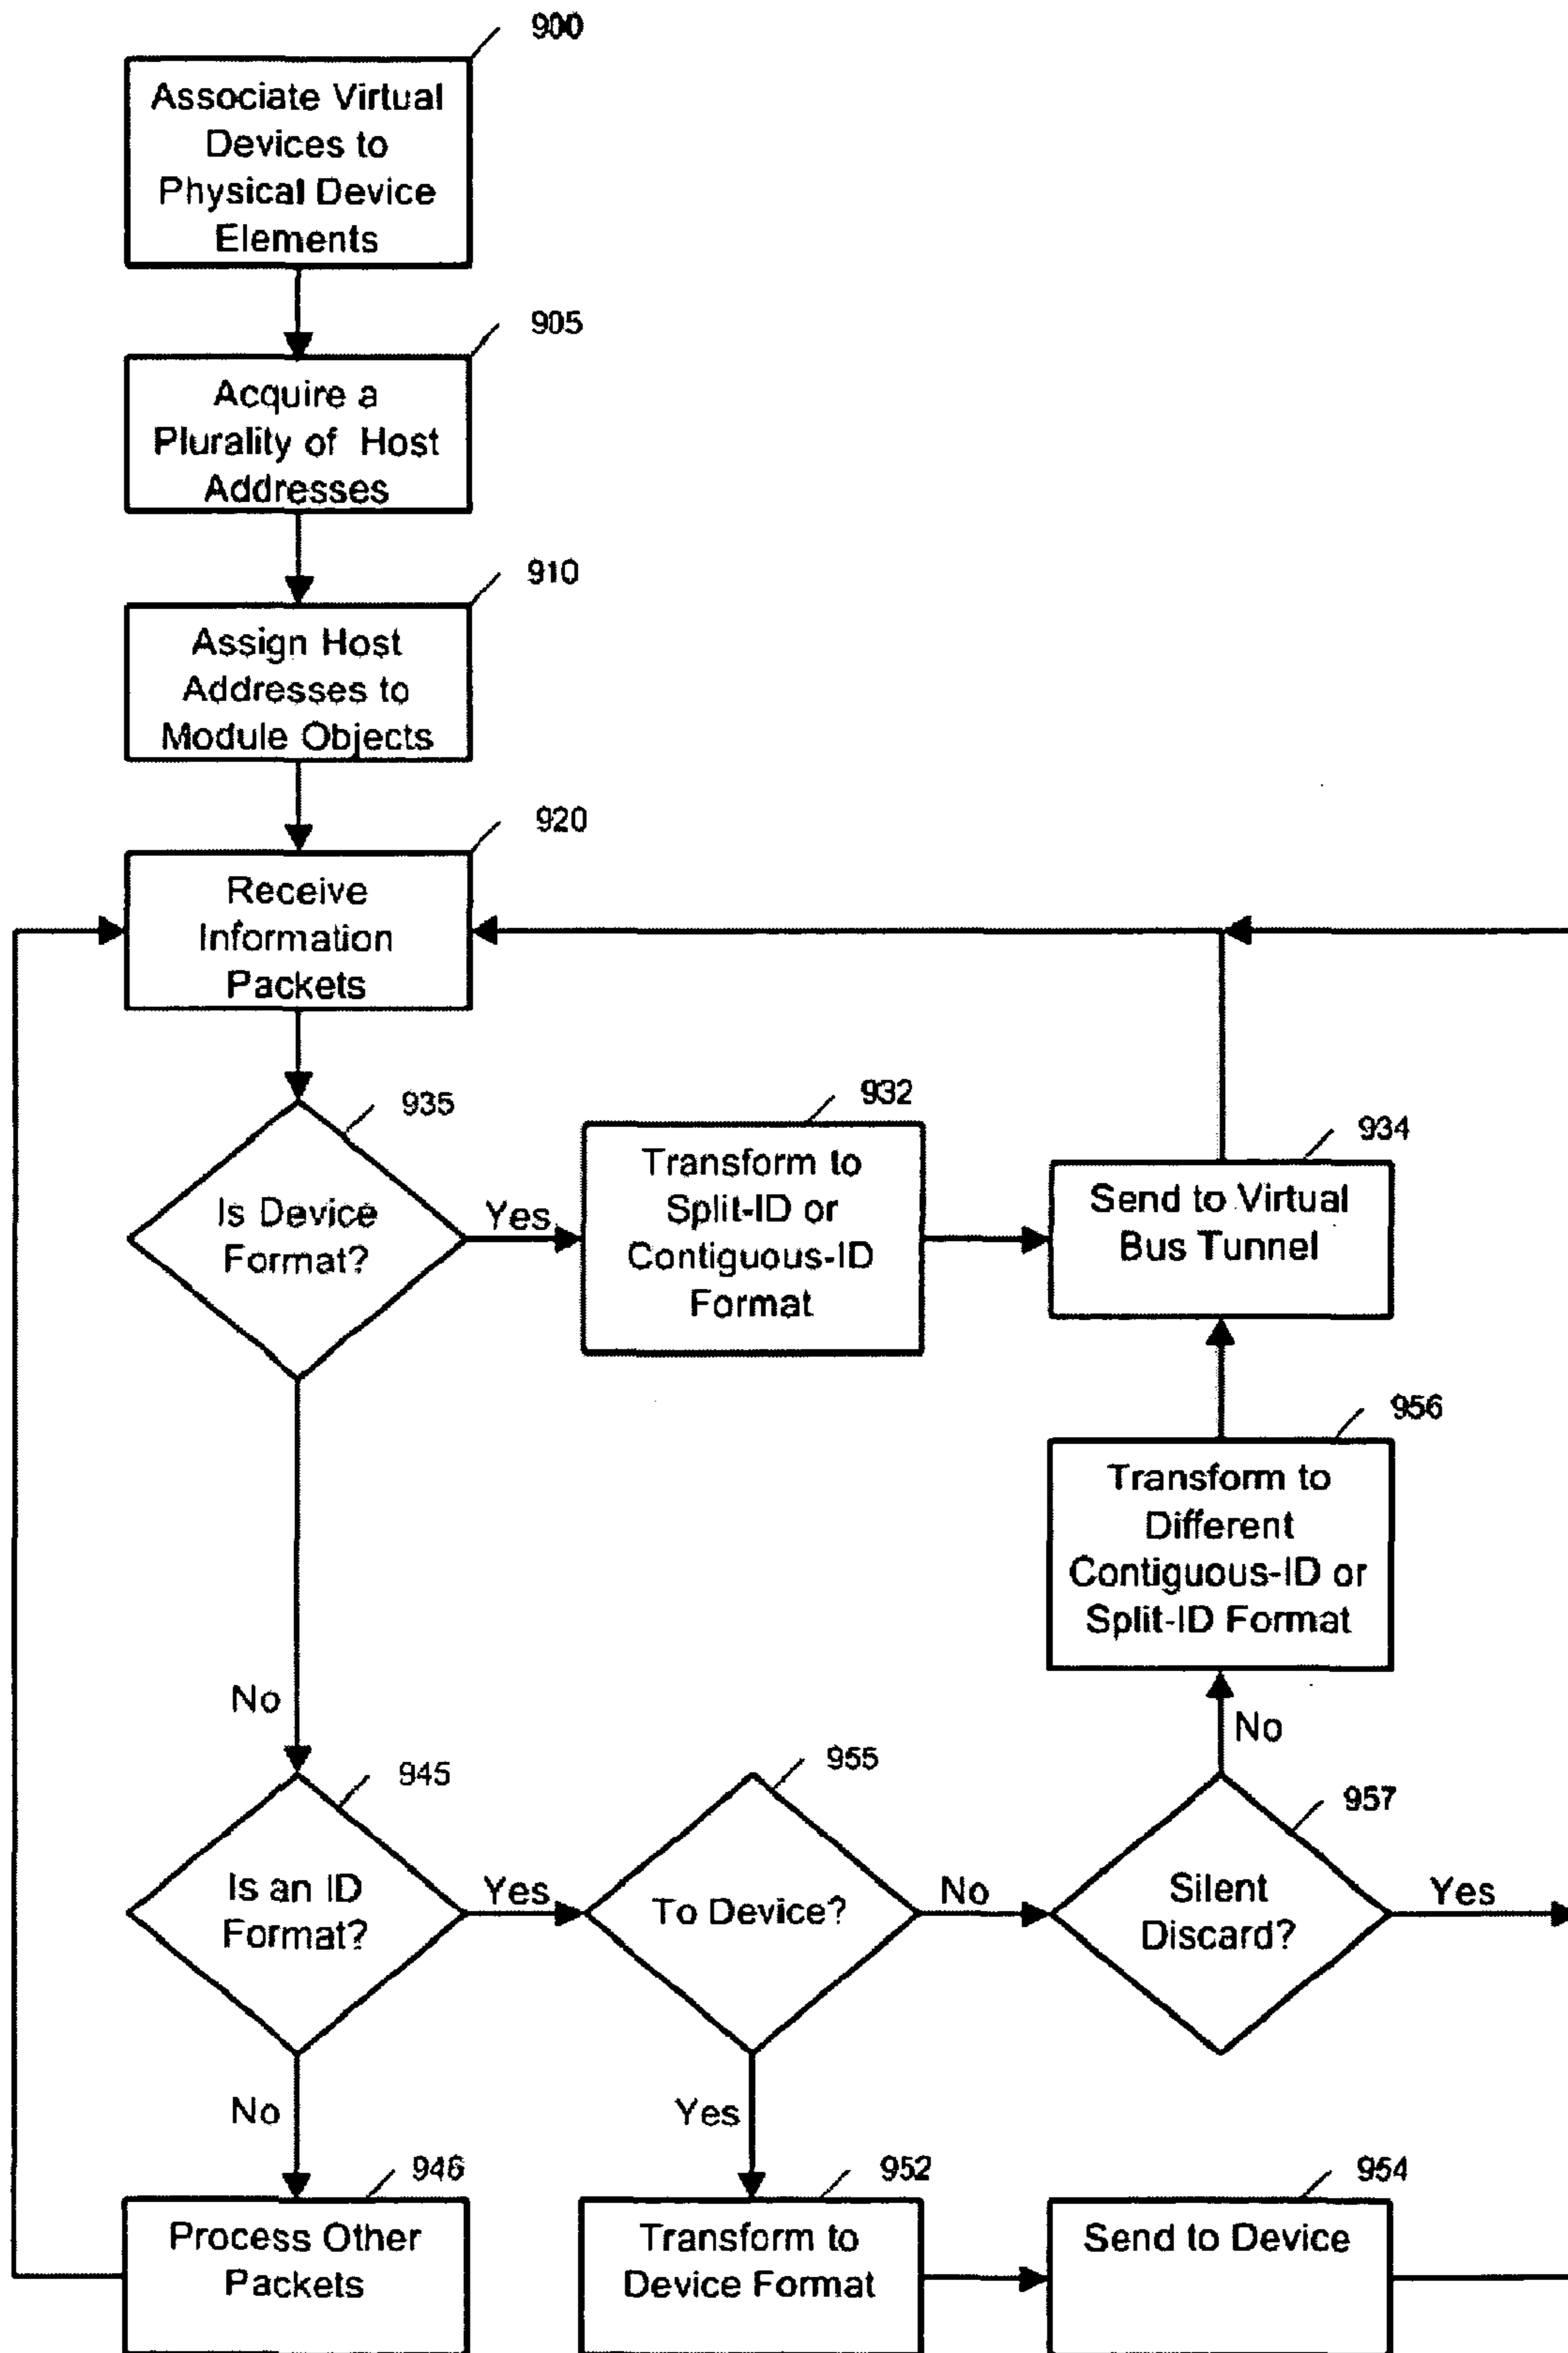 900
Associate Virtual
Devices to
Physical Device
Elements
905
Acquire a
Plurality of Host
Addresses
910
Assign Host
Addresses to
Module Objects
920
Receive
Information
Packets
935
Is Device
Format?
Yes
932
Transform to
Split-ID or
Contiguous-ID
Format
934
Send to Virtual
Bus Tunnel
956
Transform to
Different
Contiguous-ID or
Split-ID Format
No
No
945
Is an ID
Format?
Yes
955
To Device?
No
957
Silent
Discard?
Yes
No
Yes
946
Process Other
Packets
952
Transform to
Device Format
954
Send to Device